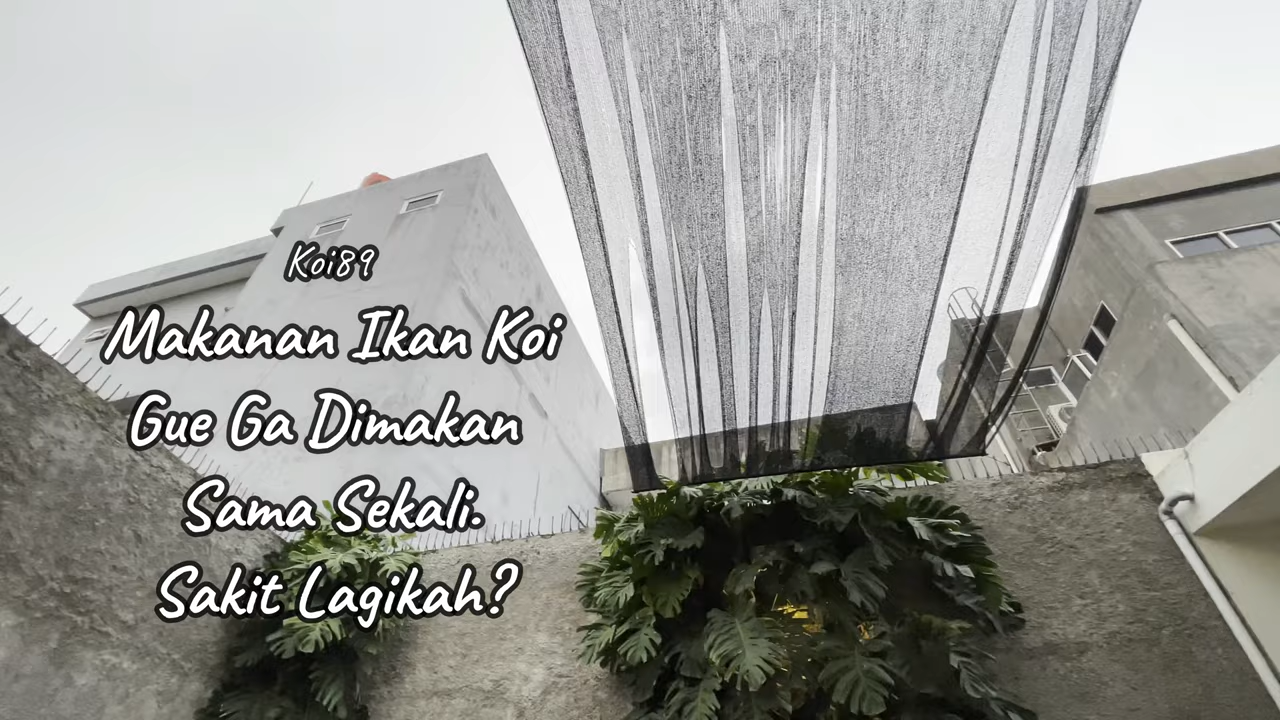 Koi89
Makanan Ikan Koi
Gue Ga Dimakan
Sama Sekali.
Sakit Lagikah?